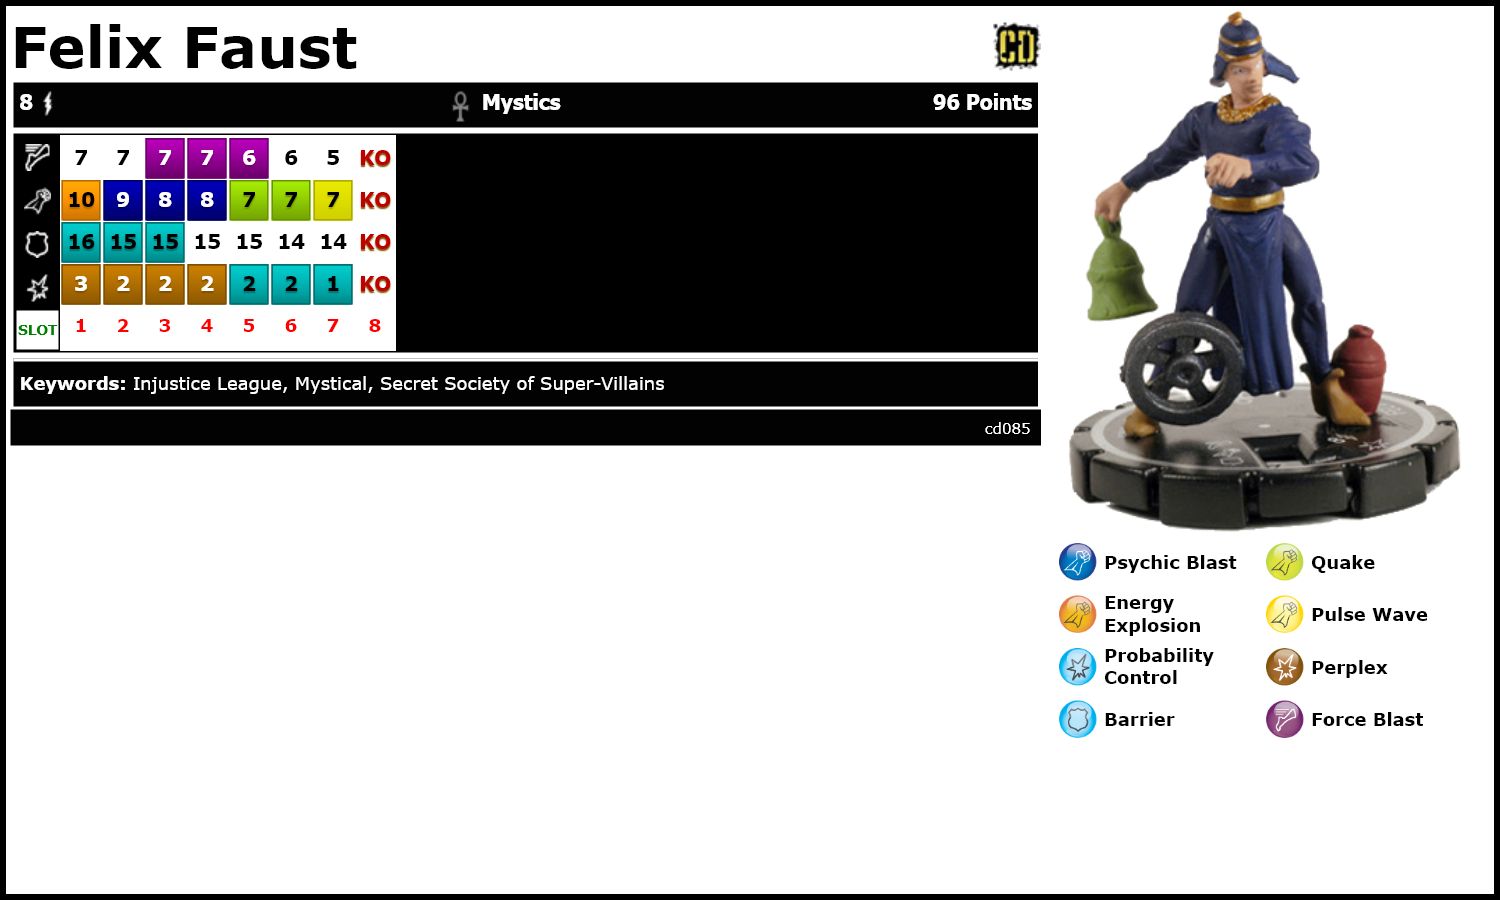 Felix Faust
CD
8 Mystics 96 Points
7 7 7 7 6 6 5 KO
10 9 8 8 7 7 7 KO
16 15 15 15 15 14 14 KO
3 2 2 2 2 2 1 KO
SLOT 1 2 3 4 5 6 7 8
Keywords: Injustice League, Mystical, Secret Society of Super-Villains
cd085
Psychic Blast
Quake
Energy
Explosion
Pulse Wave
Probability
Control
Perplex
Barrier
Force Blast